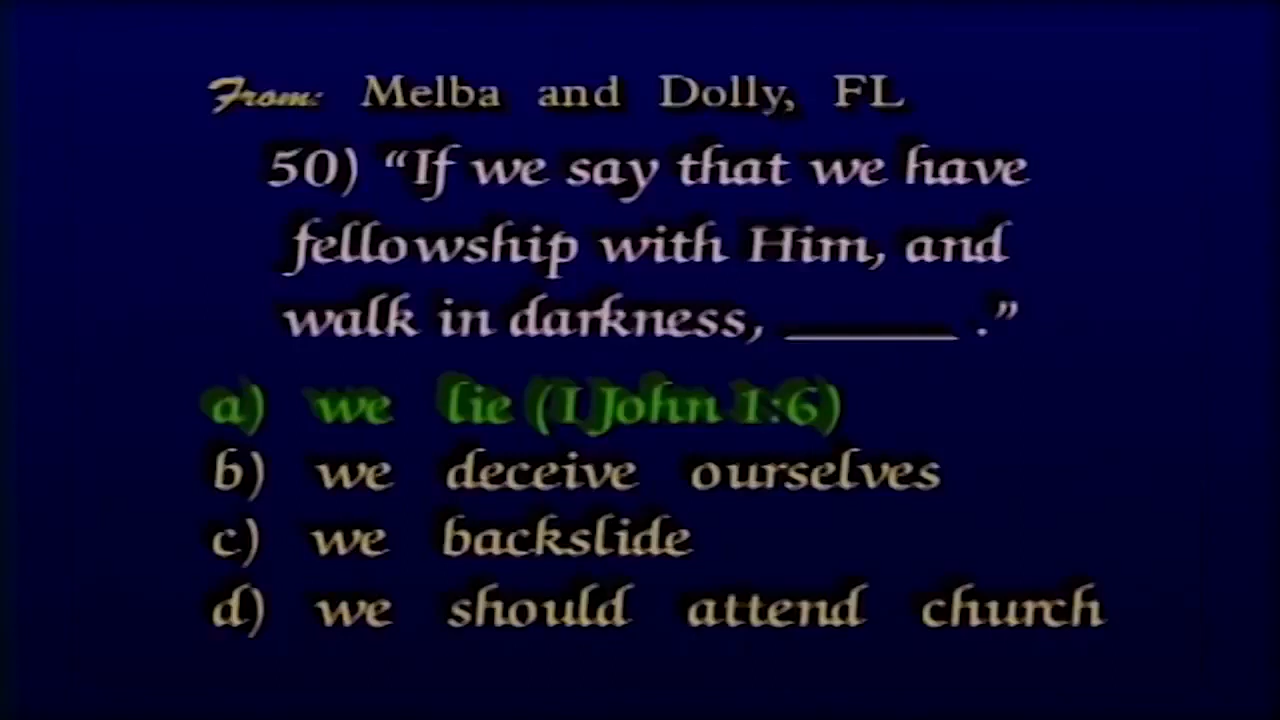 From: Melba and Dolly, FL
50) “If we say that we have
fellowship with Him, and
walk in darkness, ______ .”
a) we lie (I John 1:6)
b) we deceive ourselves
c) we backslide
d) we should attend church